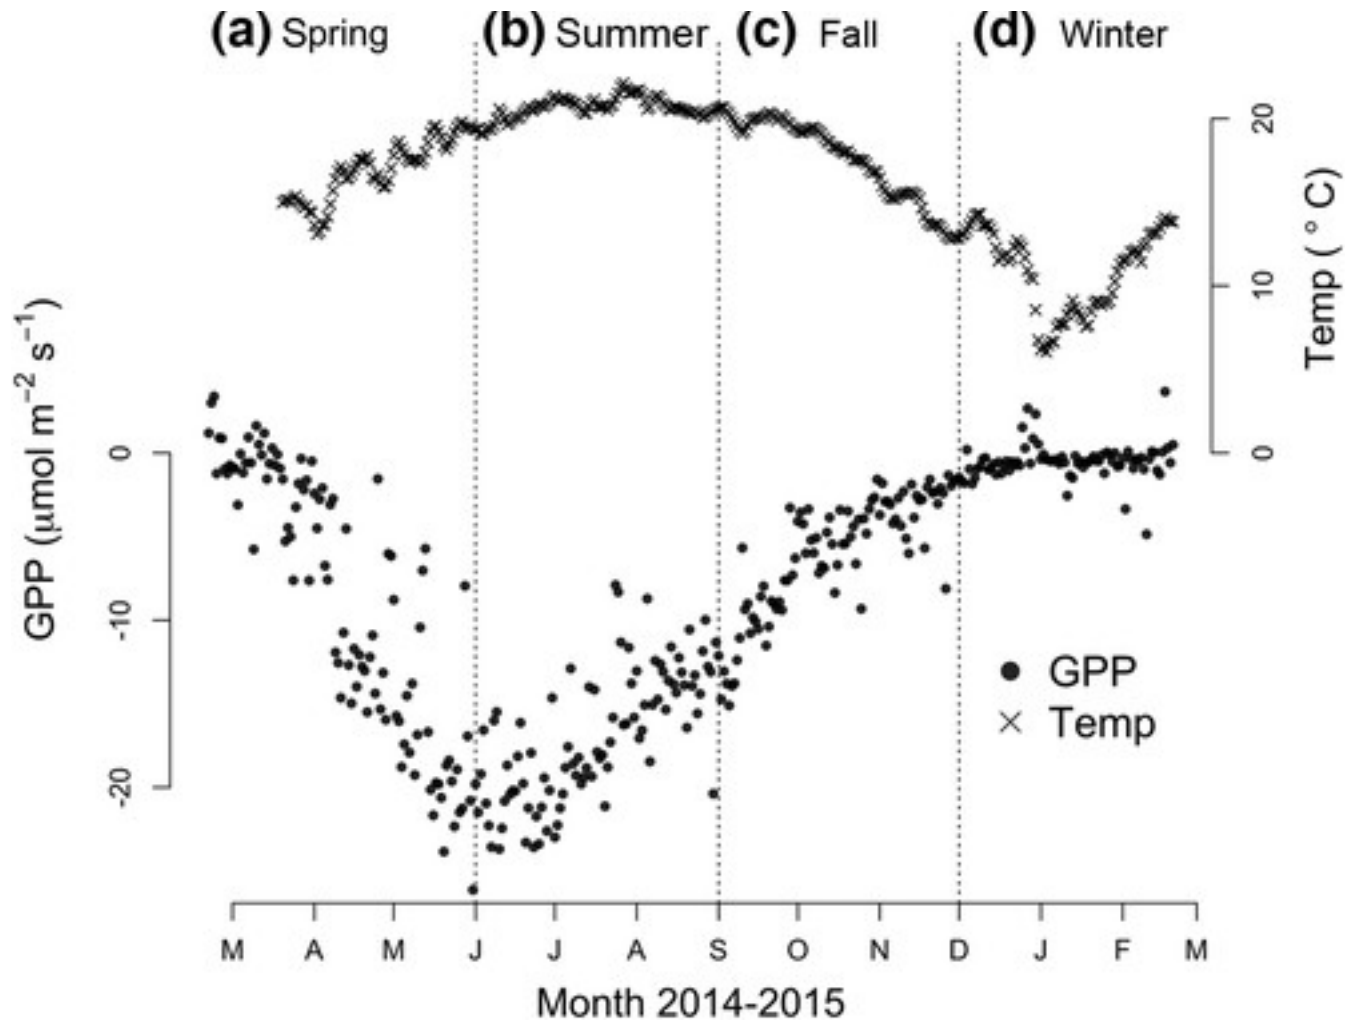 (a) Spring (b) Summer (c) Fall (d) Winter
20
10
0
Temp ( ° C)
GPP (μmol m−2 s−1)
0
-10
-20
GPP
Temp
M A M J J A S O N D J F M
Month 2014-2015